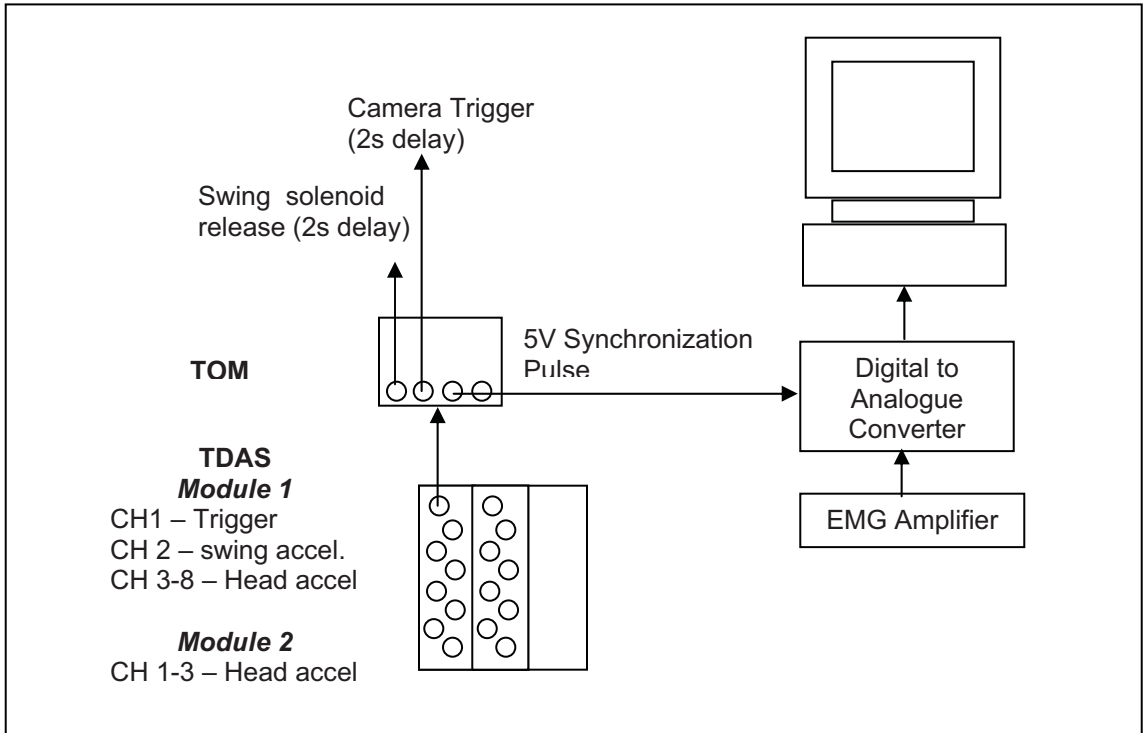 Camera Trigger
(2s delay)
Swing solenoid
release (2s delay)
5V Synchronization
Pulse
TOM
Digital to
Analogue
Converter
TDAS
Module 1
CH1 – Trigger
CH 2 – swing accel.
CH 3-8 – Head accel
EMG Amplifier
Module 2
CH 1-3 – Head accel